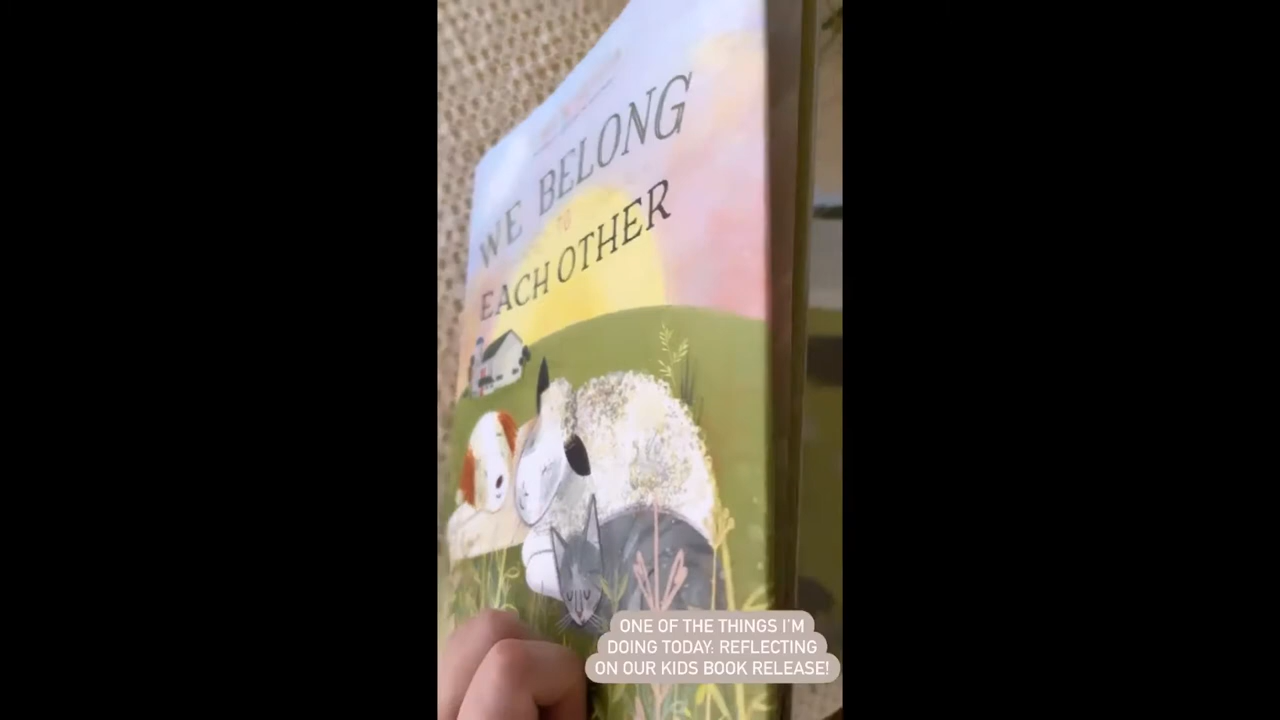 WE BELONG
TO
EACH OTHER
ONE OF THE THINGS I'M
DOING TODAY: REFLECTING
ON OUR KIDS BOOK RELEASE!